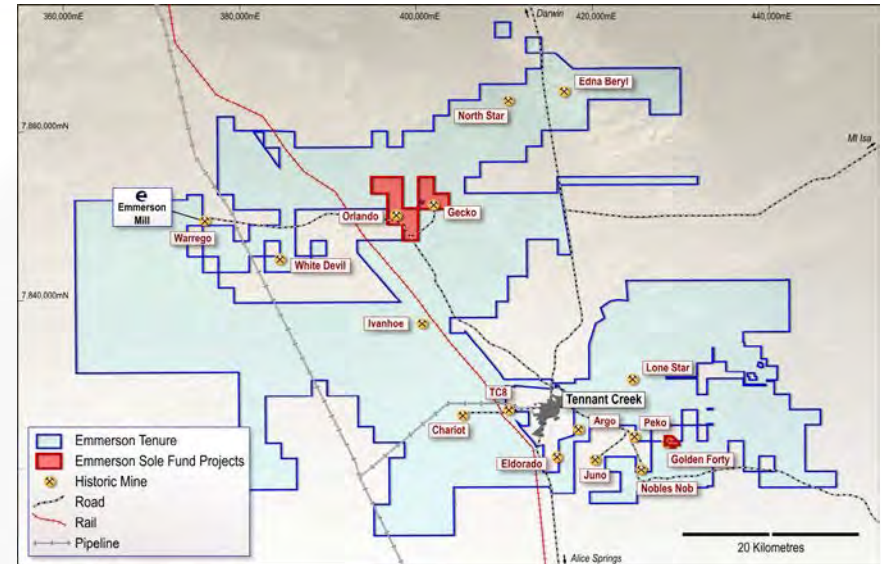 360,000mE
380,000mE
400,000mE
420,000mE
440,000mE
Darwin
Edna Beryl
North Star
7,860,000mN
Mt Isa
e
Emmerson
Mill
Orlando
Gecko
Warrego
White Devil
7,840,000mN
Ivanhoe
Lone Star
TC8
Tennant Creek
Chariot
Argo
Peko
Eldorado
Juno
Golden Forty
Nobles Nob
Emmerson Tenure
Emmerson Sole Fund Projects
Historic Mine
Road
Rail
Pipeline
20 Kilometres
Alice Springs